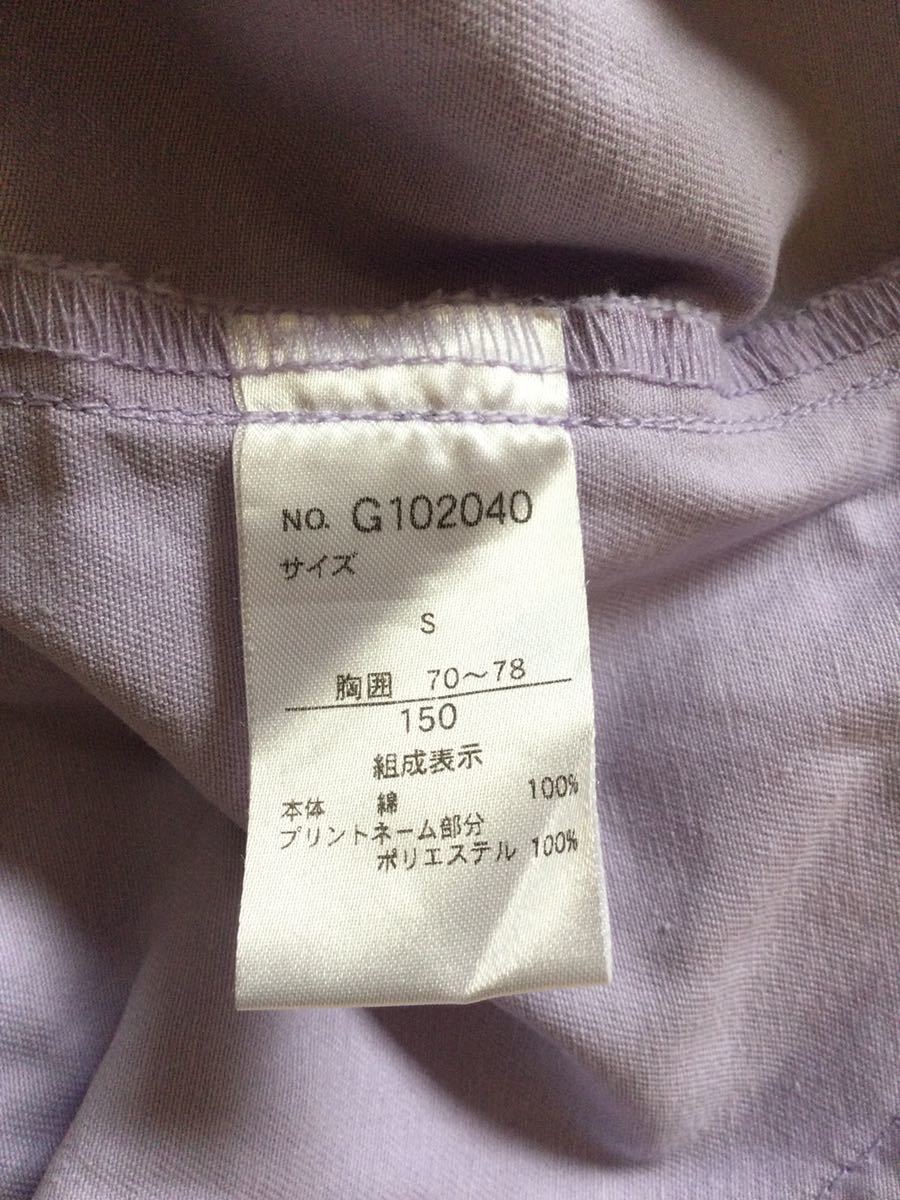 NO. G102040
サイズ
S
胸囲 70～78
150
組成表示
本体 綿 100%
プリントネーム部分
ポリエステル 100%